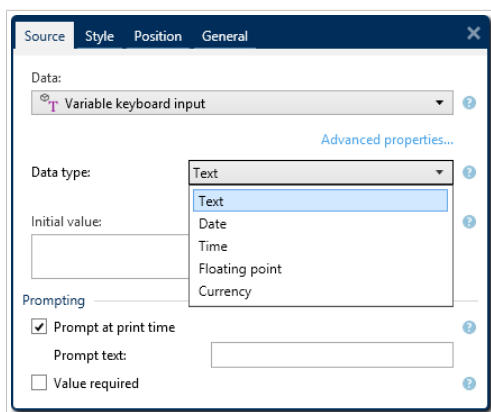 Source Style Position General
Data:
Variable keyboard input
Advanced properties...
Data type: Text
Text
Date
Time
Floating point
Currency
Initial value:
Prompting
Prompt at print time
Prompt text:
Value required